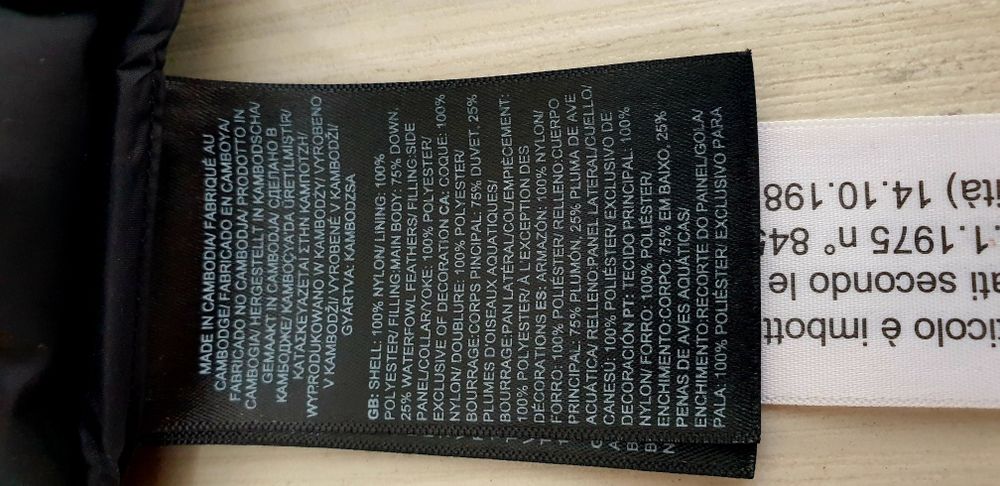 MADE IN CAMBODIA/ FABRIQUÉ AU
CAMBODGE/ FABRICADO EN CAMBOYA/
FABRICADO NO CAMBOJA/ PRODOTTO IN
CAMBOGIA/ HERGESTELLT IN KAMBODSCHA/
GEMAAKT IN CAMBODJA/ СДЕЛАНО В
КАМБОДЖЕ/ KAMBOÇYA'DA ÜRETILMIŞTIR/
ΚΑΤΑΣΚΕΥΑΖΕΤΑΙ ΣΤΗΝ ΚΑΜΠΟΤΖΗ/
WYPRODUKOWANO W KAMBODŻY/ VYROBENO
V KAMBODŽI/ VYROBENÉ V KAMBODŽI/
GYÁRTVA: KAMBODZSA
GB: SHELL: 100% NYLON/ LINING: 100%
POLYESTER/ FILLING:MAIN BODY: 75% DOWN,
25% WATERFOWL FEATHERS/ FILLING:SIDE
PANEL/COLLAR/YOKE: 100% POLYESTER/
EXCLUSIVE OF DECORATION CA. COQUE: 100%
NYLON/ DOUBLURE: 100% POLYESTER/
BOURRAGE:CORPS PINCIPAL: 75% DUVET, 25%
PLUMES D'OISEAUX AQUATIQUES/
BOURRAGE:PAN LATÉRAL/COL/EMPIÈCEMENT:
100% POLYESTER/ À L'EXCEPTION DES
DÉCORATIONS ES: ARMAZÓN: 100% NYLON/
FORRO: 100% POLIÉSTER/ RELLENO:CUERPO
PRINCIPAL: 75% PLUMÓN, 25% PLUMA DE AVE
ACUÁTICA/ RELLENO:PANEL LATERAL/CUELLO/
CANESÚ: 100% POLIÉSTER/ EXCEPTO
DECORACIÓN PT: TECIDO PRINCIPAL: 100%
NYLON/ FORRO: 100% POLIÉSTER/
ENCHIMENTO:CORPO: 75% EM BAIXO, 25%
PENAS DE AVES AQUÁTICAS/
ENCHIMENTO:RECORTE DO PAINEL/GOLA/
PALA: 100% POLIÉSTER/ EXCLUSIVO PARA
ticolo è imbott
ati secondo le
.1.1975 n° 845
ità) 14.10.198